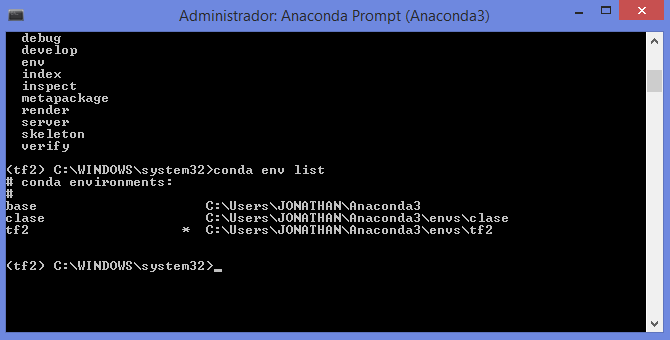 Administrador: Anaconda Prompt (Anaconda3)
debug
develop
env
index
inspect
metapackage
render
server
skeleton
verify
(tf2) C:\WINDOWS\system32>conda env list
# conda environments:
#
base                     C:\Users\JONATHAN\Anaconda3
clase                    C:\Users\JONATHAN\Anaconda3\envs\clase
tf2                   *  C:\Users\JONATHAN\Anaconda3\envs\tf2
(tf2) C:\WINDOWS\system32>_